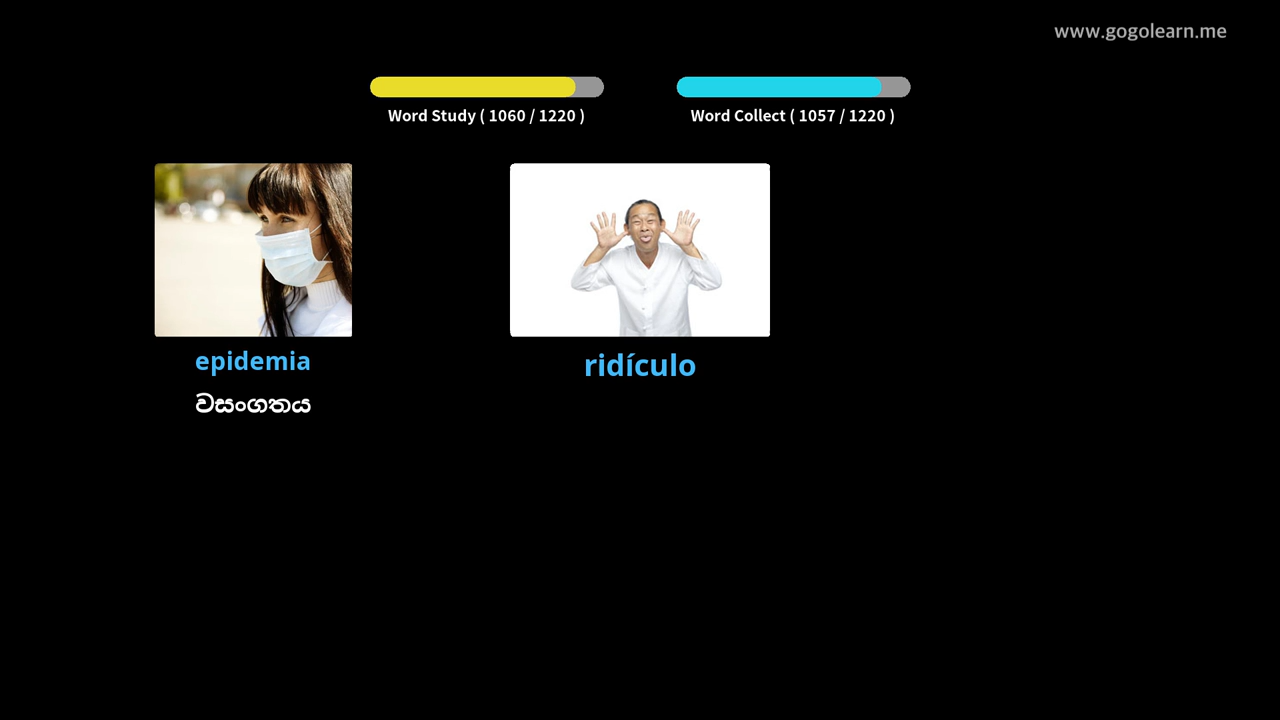 www.gogolearn.me
Word Study ( 1060 / 1220 )
Word Collect ( 1057 / 1220 )
epidemia
වසංගතය
ridículo